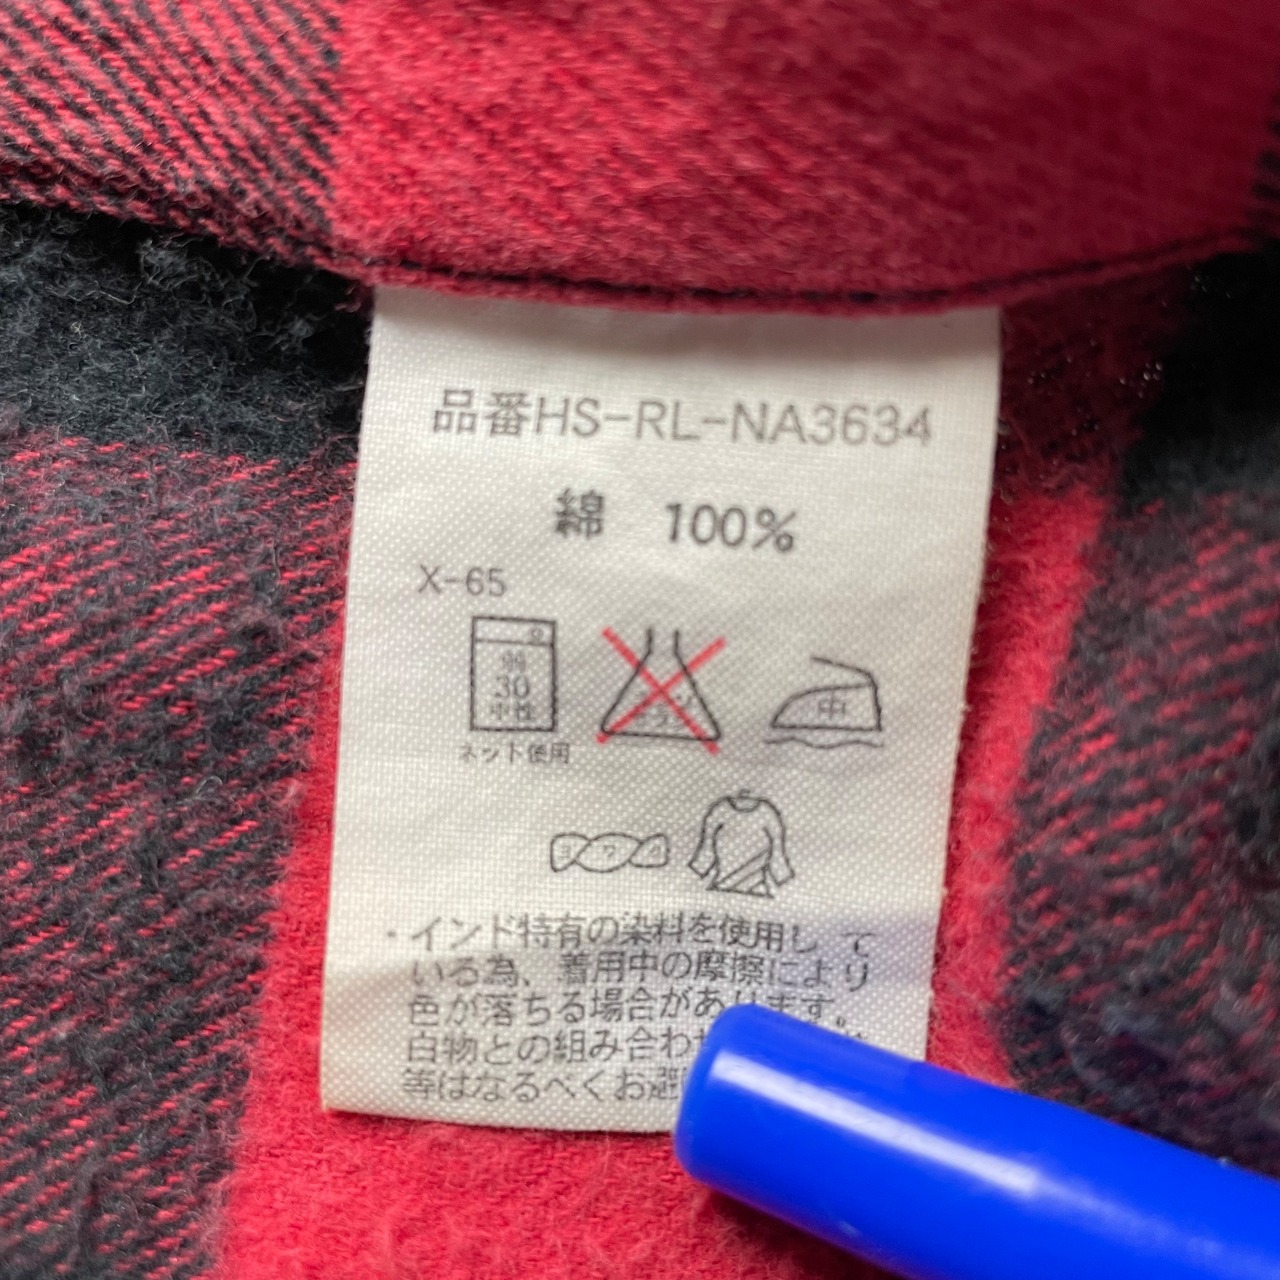 品番HS-RL-NA3634
綿 100%
X-65
弱
30
中性
ネット使用
中
・インド特有の染料を使用して
いる為、着用中の摩擦により
色が落ちる場合があります。
白物との組み合わ
等はなるべくお避